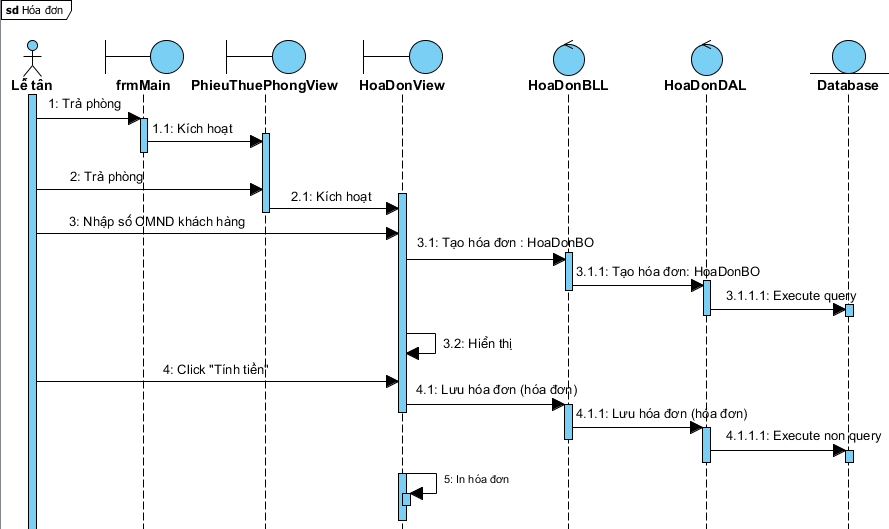 sd Hóa đơn
Lễ tân
frmMain
PhieuThuePhongView
HoaDonView
HoaDonBLL
HoaDonDAL
Database
1: Trả phòng
1.1: Kích hoạt
2: Trả phòng
2.1: Kích hoạt
3: Nhập số CMND khách hàng
3.1: Tạo hóa đơn : HoaDonBO
3.1.1: Tạo hóa đơn: HoaDonBO
3.1.1.1: Execute query
3.2: Hiển thị
4: Click "Tính tiền"
4.1: Lưu hóa đơn (hóa đơn)
4.1.1: Lưu hóa đơn (hóa đơn)
4.1.1.1: Execute non query
5: In hóa đơn